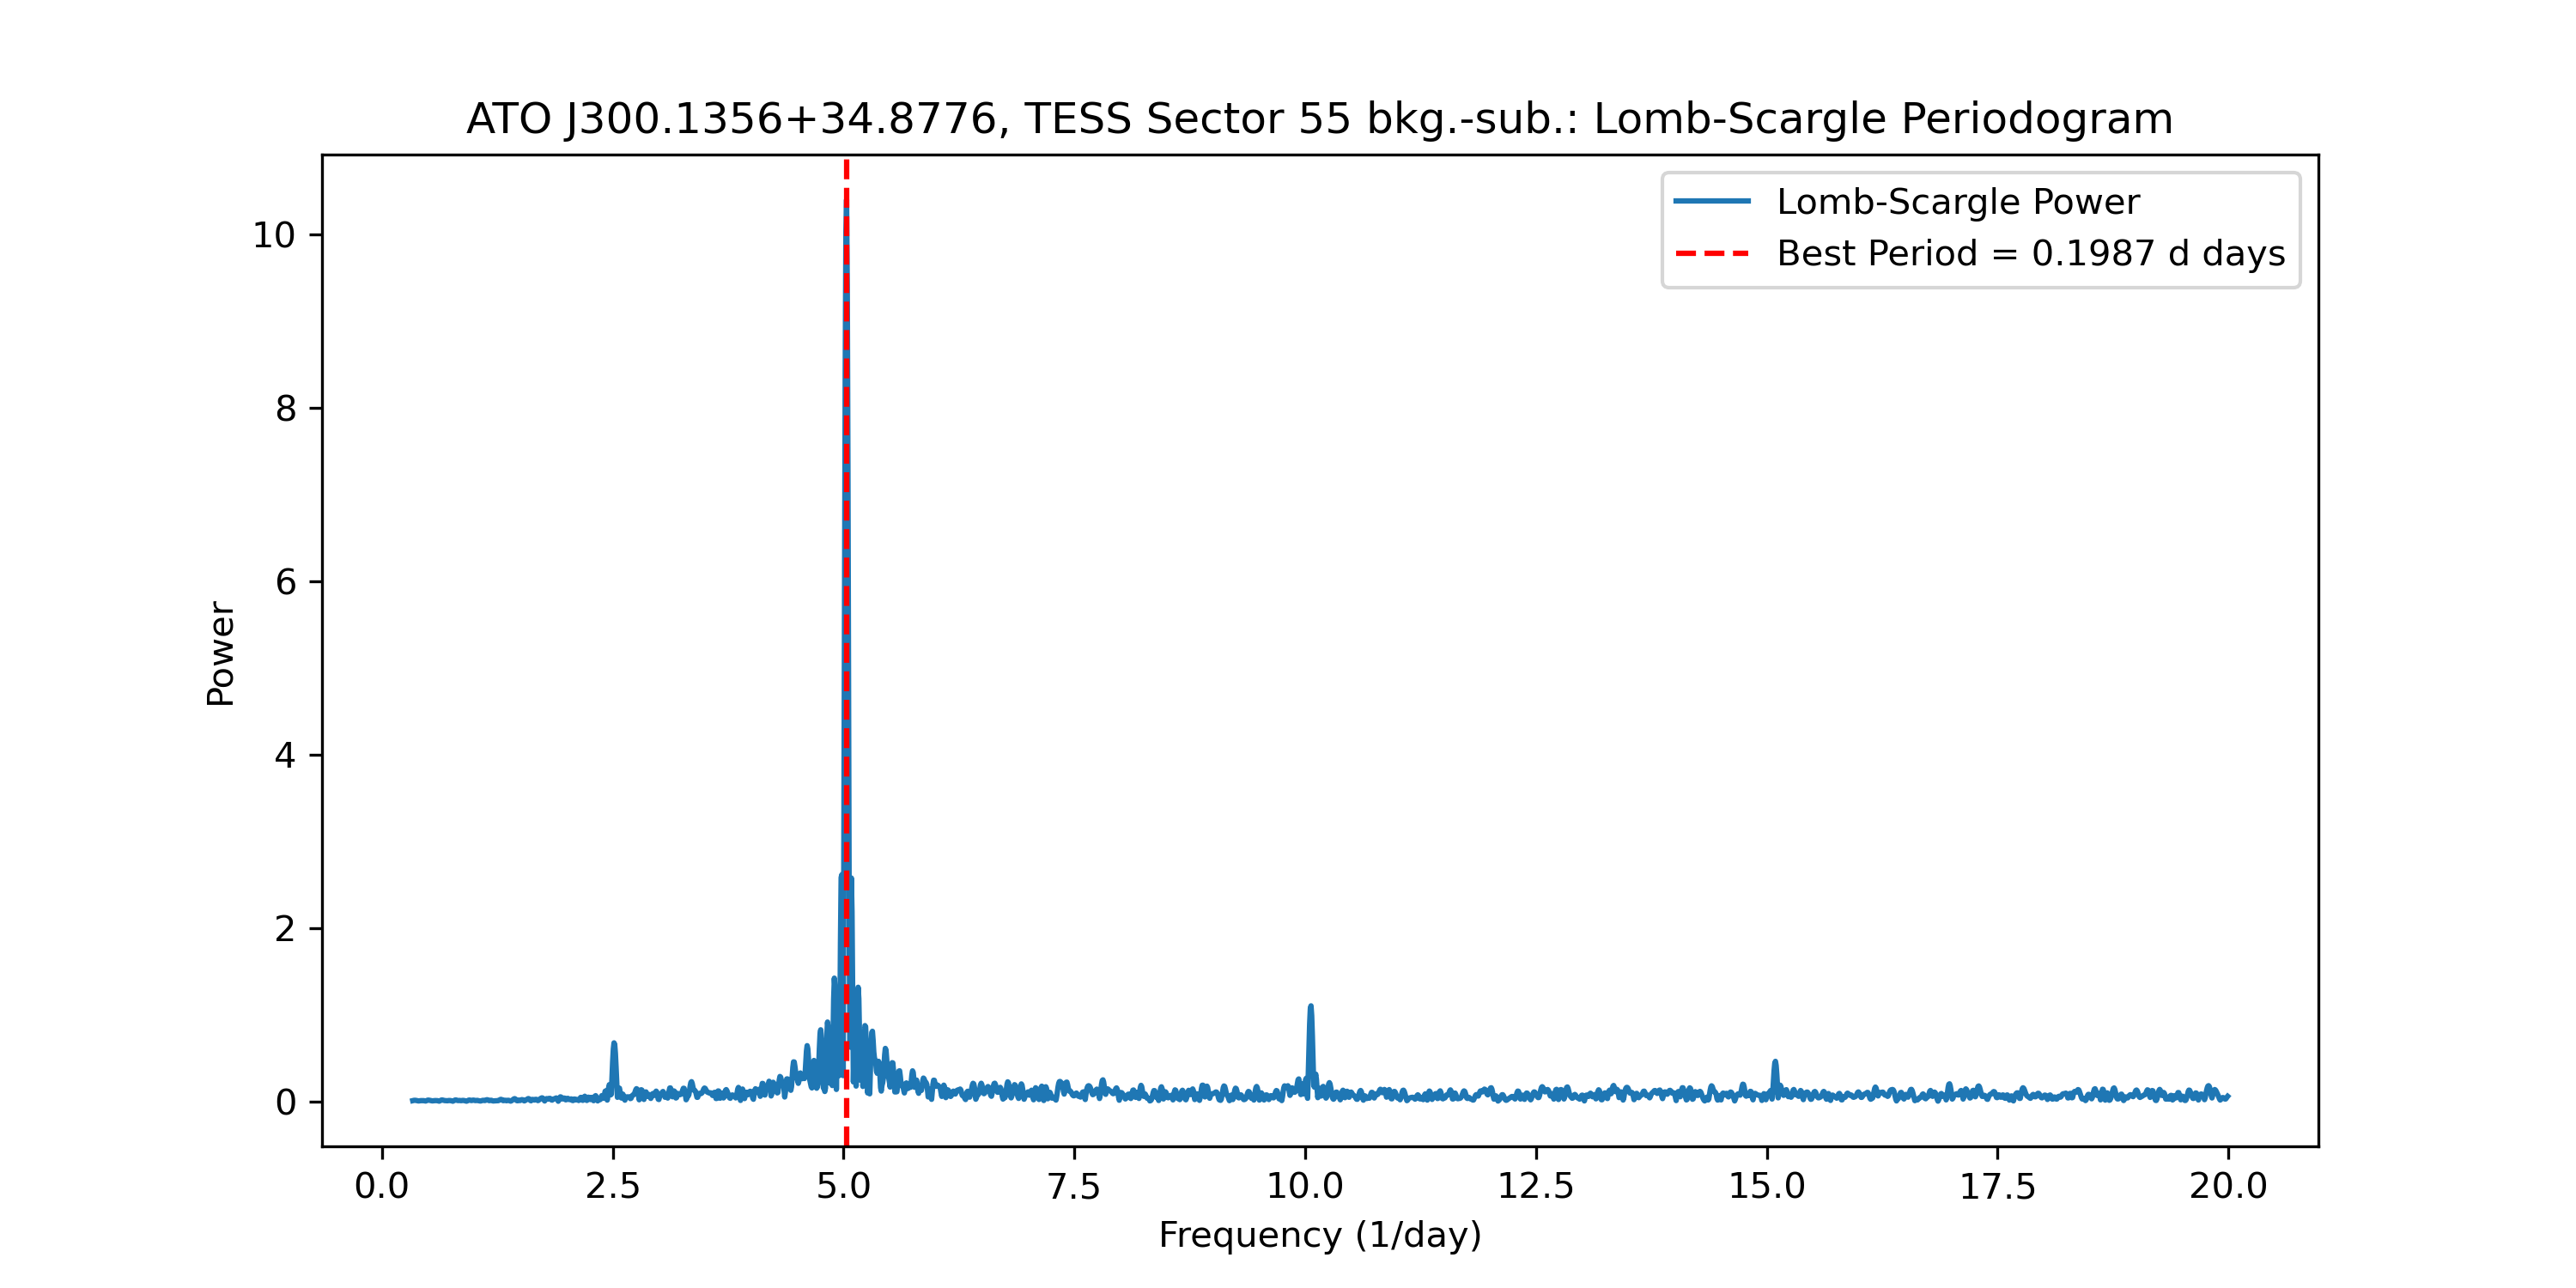 ATO J300.1356+34.8776, TESS Sector 55 bkg.-sub.: Lomb-Scargle Periodogram
Lomb-Scargle Power
Best Period = 0.1987 d days
10
8
6
4
2
0
Power
0.0 2.5 5.0 7.5 10.0 12.5 15.0 17.5 20.0
Frequency (1/day)